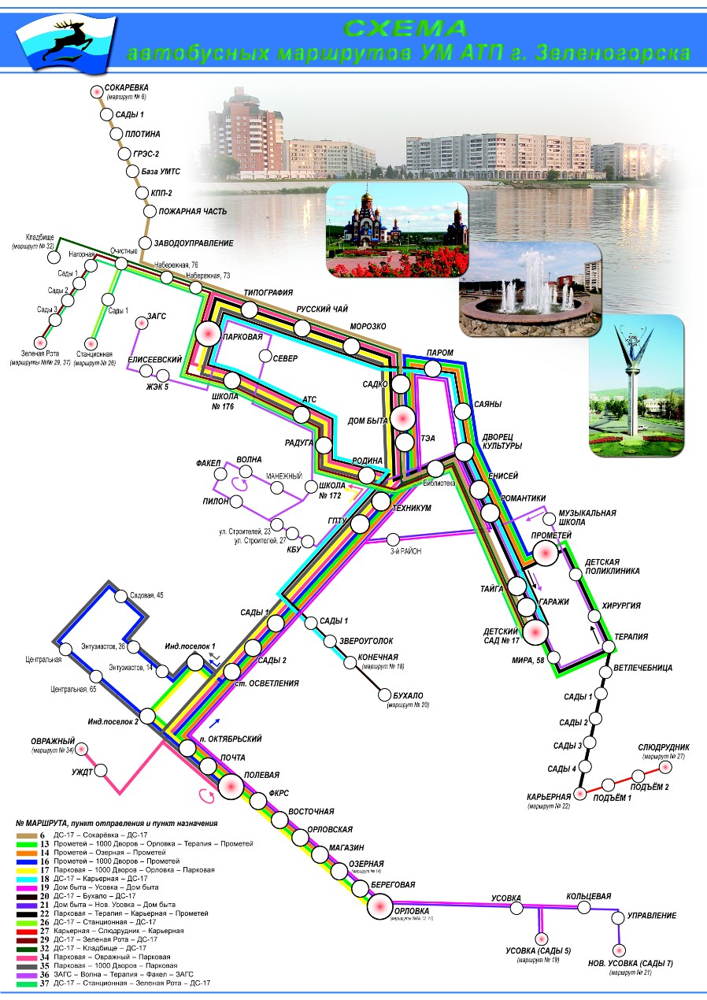 СХЕМА
автобусных маршрутов УМ АТП г. Зеленогорска
СОКАРЕВКА
(маршрут № 6)
САДЫ 1
ПЛОТИНА
ГРЭС-2
База УМТС
КПП-2
ПОЖАРНАЯ ЧАСТЬ
ЗАВОДОУПРАВЛЕНИЕ
Кладбище
(маршрут № 32)
Нагорная
Очистные
Набережная, 76
Набережная, 73
Сады 1
Сады 2
Сады 3
Сады 1
Зеленая Рота
(маршруты №№ 29, 37)
Станционная
(маршрут № 26)
ТИПОГРАФИЯ
РУССКИЙ ЧАЙ
МОРОЗКО
ЗАГС
ПАРКОВАЯ
СЕВЕР
ЕЛИСЕЕВСКИЙ
ЖЭК 5
ШКОЛА
№ 176
АТС
РАДУГА
РОДИНА
ПАРОМ
САДКО
САЯНЫ
ДОМ БЫТА
ТЭА
ДВОРЕЦ
КУЛЬТУРЫ
ФАКЕЛ
ВОЛНА
МАНЕЖНЫЙ
ПИЛОН
ШКОЛА
№ 172
Библиотека
ЕНИСЕЙ
РОМАНТИКИ
ТЕХНИКУМ
ГПТУ
ул. Строителей, 23
ул. Строителей, 27
КБУ
3-й РАЙОН
МУЗЫКАЛЬНАЯ
ШКОЛА
ПРОМЕТЕЙ
ДЕТСКАЯ
ПОЛИКЛИНИКА
ТАЙГА
ГАРАЖИ
ХИРУРГИЯ
ДЕТСКИЙ
САД № 17
ТЕРАПИЯ
МИРА, 58
ВЕТЛЕЧЕБНИЦА
САДЫ 1
САДЫ 2
САДЫ 3
САДЫ 4
СЛЮДРУДНИК
(маршрут № 27)
КАРЬЕРНАЯ
(маршрут № 22)
ПОДЪЁМ 1
ПОДЪЁМ 2
Садовая, 45
САДЫ 1
САДЫ 1
ЗВЕРОУГОЛОК
КОНЕЧНАЯ
(маршрут № 18)
БУХАЛО
(маршрут № 20)
Инд.поселок 1
САДЫ 2
Энтузиастов, 36
Центральная
Энтузиастов, 14
ст. ОСВЕТЛЕНИЯ
Центральная, 65
Инд.поселок 2
ОВРАЖНЫЙ
(маршрут № 34)
УЖДТ
п. ОКТЯБРЬСКИЙ
ПОЧТА
ПОЛЕВАЯ
ФКРС
ВОСТОЧНАЯ
ОРЛОВСКАЯ
МАГАЗИН
ОЗЕРНАЯ
(маршрут № 14)
БЕРЕГОВАЯ
ОРЛОВКА
УСОВКА
КОЛЬЦЕВАЯ
УПРАВЛЕНИЕ
УСОВКА (САДЫ 5)
(маршрут № 19)
НОВ. УСОВКА (САДЫ 7)
(маршрут № 21)
№ МАРШРУТА, пункт отправления и пункт назначения
6 ДС-17 – Сокарёвка – ДС-17
13 Прометей – 1000 Дворов – Орловка – Терапия – Прометей
14 Прометей – Озерная – Прометей
16 Прометей – 1000 Дворов – Прометей
17 Парковая – 1000 Дворов – Орловка – Парковая
18 ДС-17 – Карьерная – ДС-17
19 Дом быта – Усовка – Дом быта
20 ДС-17 – Бухало – ДС-17
21 Дом быта – Нов. Усовка – Дом быта
22 Парковая – Терапия – Карьерная – Прометей
26 ДС-17 – Станционная – ДС-17
27 Карьерная – Слюдрудник – Карьерная
29 ДС-17 – Зеленая Рота – ДС-17
32 ДС-17 – Кладбище – ДС-17
34 Парковая – Овражный – Парковая
35 Парковая – 1000 Дворов – Парковая
36 ЗАГС – Волна – Терапия – Факел – ЗАГС
37 ДС-17 – Станционная – Зеленая Рота – ДС-17